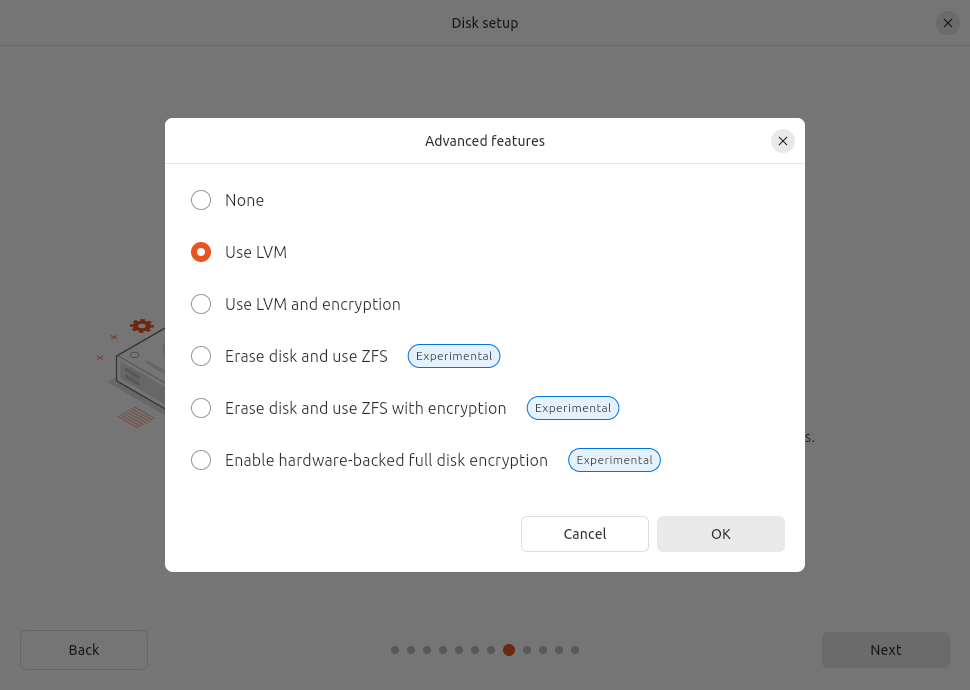 Disk setup
Advanced features
None
Use LVM
Use LVM and encryption
Erase disk and use ZFS Experimental
Erase disk and use ZFS with encryption Experimental
Enable hardware-backed full disk encryption Experimental
s.
Cancel OK
Back Next